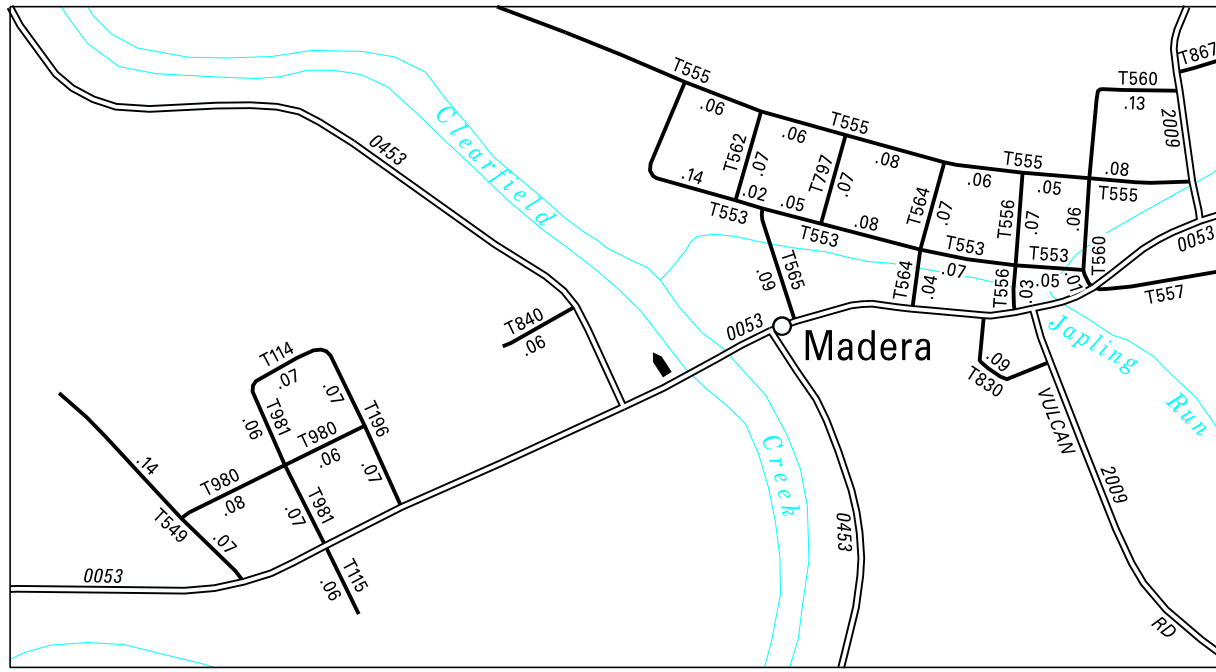 T867
T555
T560
.06
.13
2009
Clearfield
T555
.06
0453
T562
.07
T797
.08
T555
.08
.14
.07
.06
.05
T555
.02
.05
T564
.07
T556
.07
.06
T553
T553
.08
T553
T553
T560
0053
T565
.09
.07
T564
.04
T556
.03
.05
.01
T557
T840
.06
0053
Madera
Japling
Run
.09
T830
T114
.07
.07
VULCAN
T981
.06
T196
T980
.06
.07
.14
T980
.08
Creek
2009
T981
.07
T549
.07
0453
0053
.06
T115
RD